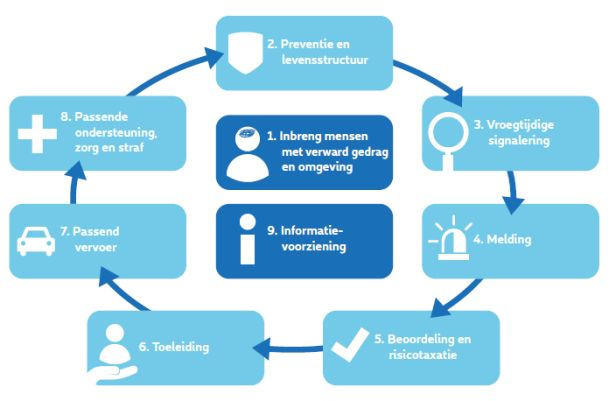 2. Preventie en
levensstructuur
8. Passende
ondersteuning,
zorg en straf
1. Inbreng mensen
met verward gedrag
en omgeving
3. Vroegtijdige
signalering
7. Passend
vervoer
9. Informatie-
voorziening
4. Melding
6. Toeleiding
5. Beoordeling en
risicotaxatie